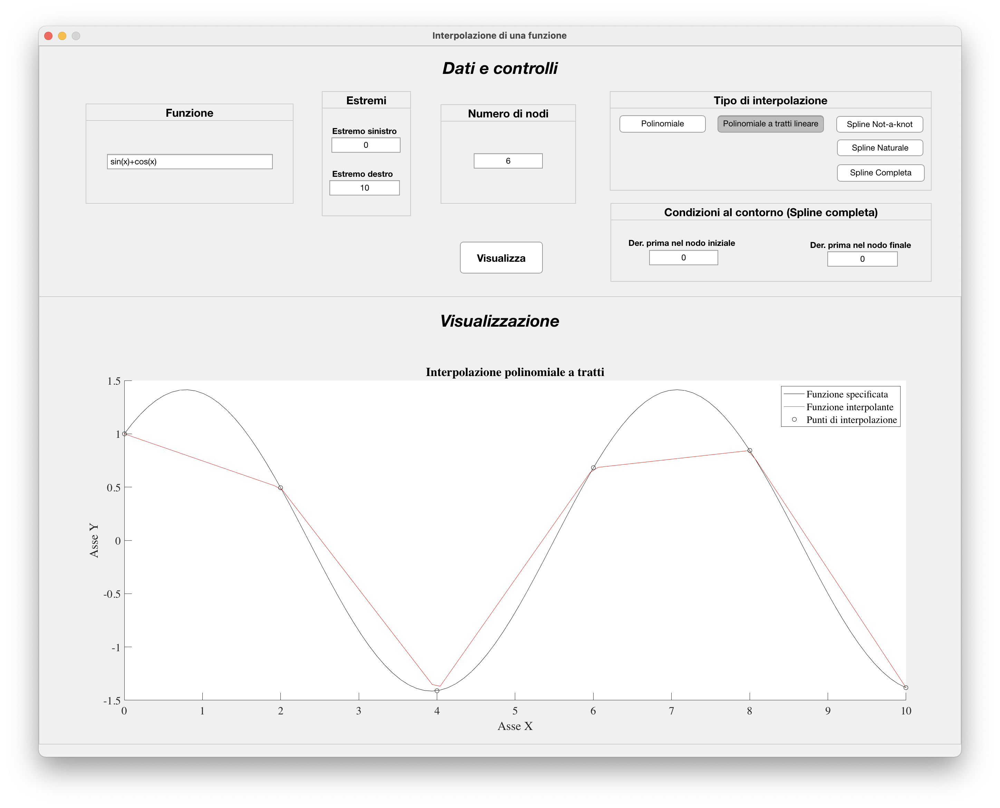 Interpolazione di una funzione
Dati e controlli
Funzione
sin(x)+cos(x)
Estremi
Estremo sinistro
0
Estremo destro
10
Numero di nodi
6
Tipo di interpolazione
Polinomiale
Polinomiale a tratti lineare
Spline Not-a-knot
Spline Naturale
Spline Completa
Condizioni al contorno (Spline completa)
Der. prima nel nodo iniziale
0
Der. prima nel nodo finale
0
Visualizza
Visualizzazione
Interpolazione polinomiale a tratti
Funzione specificata
Funzione interpolante
Punti di interpolazione
Asse Y
1.5
1
0.5
0
-0.5
-1
-1.5
0 1 2 3 4 5 6 7 8 9 10
Asse X